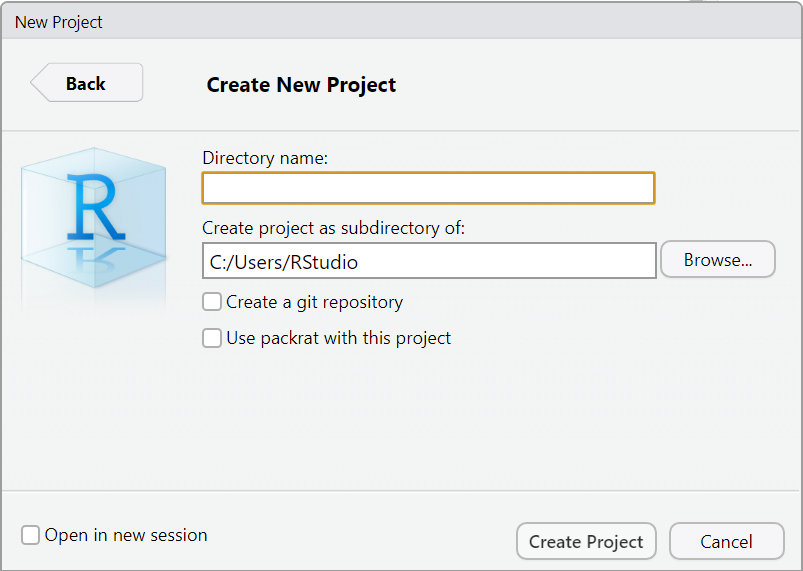 New Project
Back
Create New Project
R
Directory name:
Create project as subdirectory of:
C:/Users/RStudio
Browse...
Create a git repository
Use packrat with this project
Open in new session
Create Project
Cancel